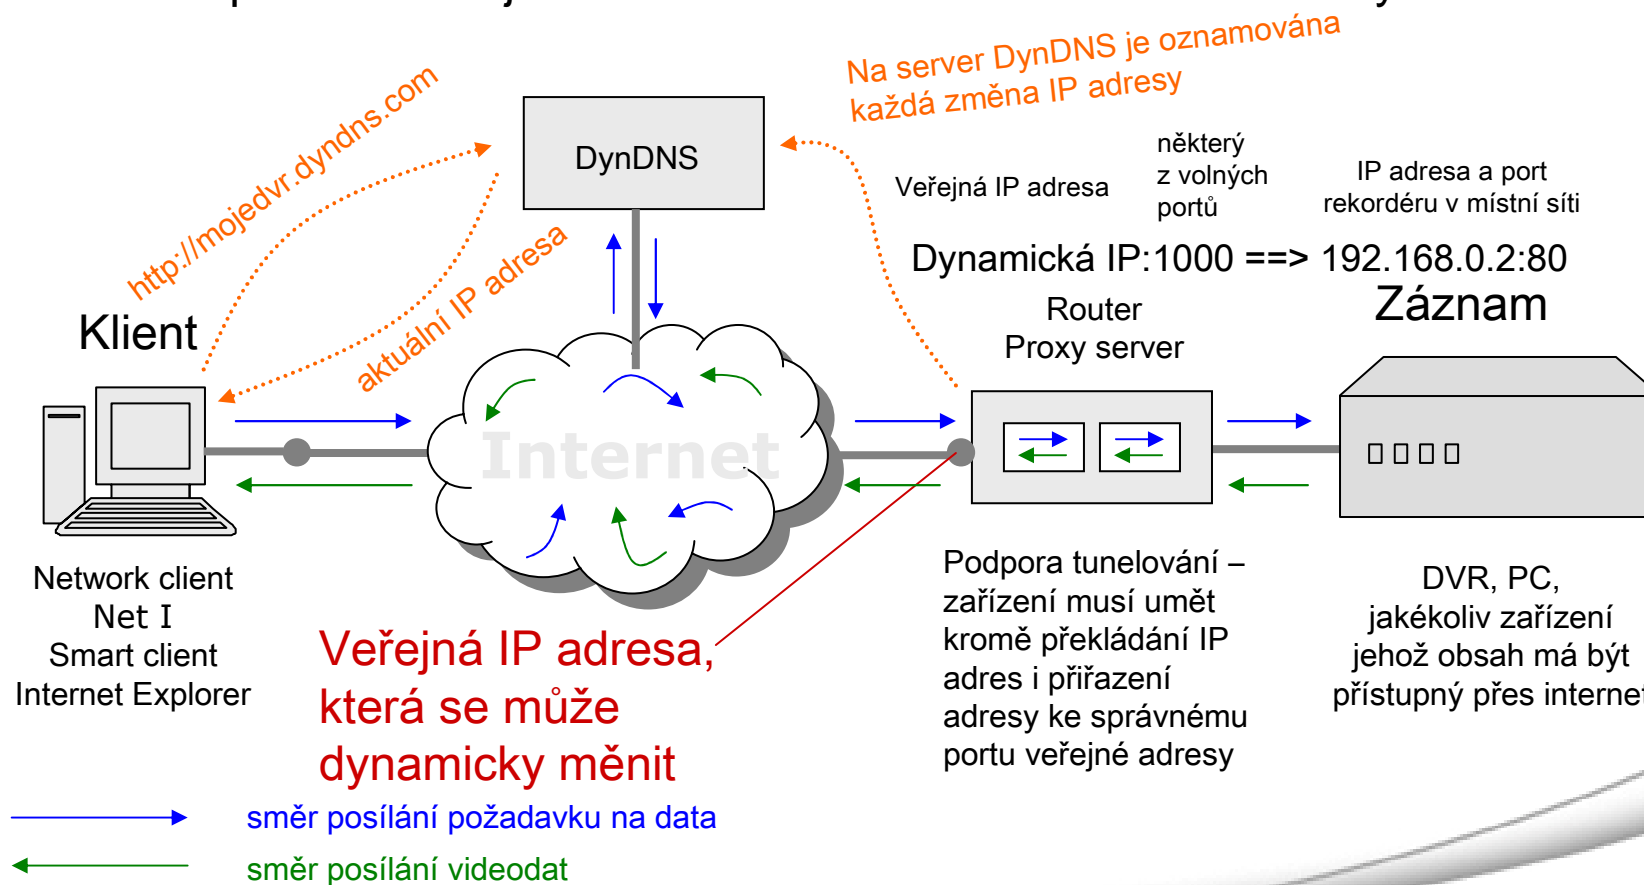 Na server DynDNS je oznamována
každá změna IP adresy
http://mojedvr.dyndns.com
DynDNS
aktuální IP adresa
Veřejná IP adresa
některý
z volných
portů
IP adresa a port
rekordéru v místní síti
Dynamická IP:1000 ==> 192.168.0.2:80
Klient
Router
Proxy server
Záznam
Internet
Network client
Net I
Smart client
Internet Explorer
Veřejná IP adresa,
která se může
dynamicky měnit
Podpora tunelování –
zařízení musí umět
kromě překládání IP
adres i přiřazení
adresy ke správnému
portu veřejné adresy
DVR, PC,
jakékoliv zařízení
jehož obsah má být
přístupný přes internet
směr posílání požadavku na data
směr posílání videodat